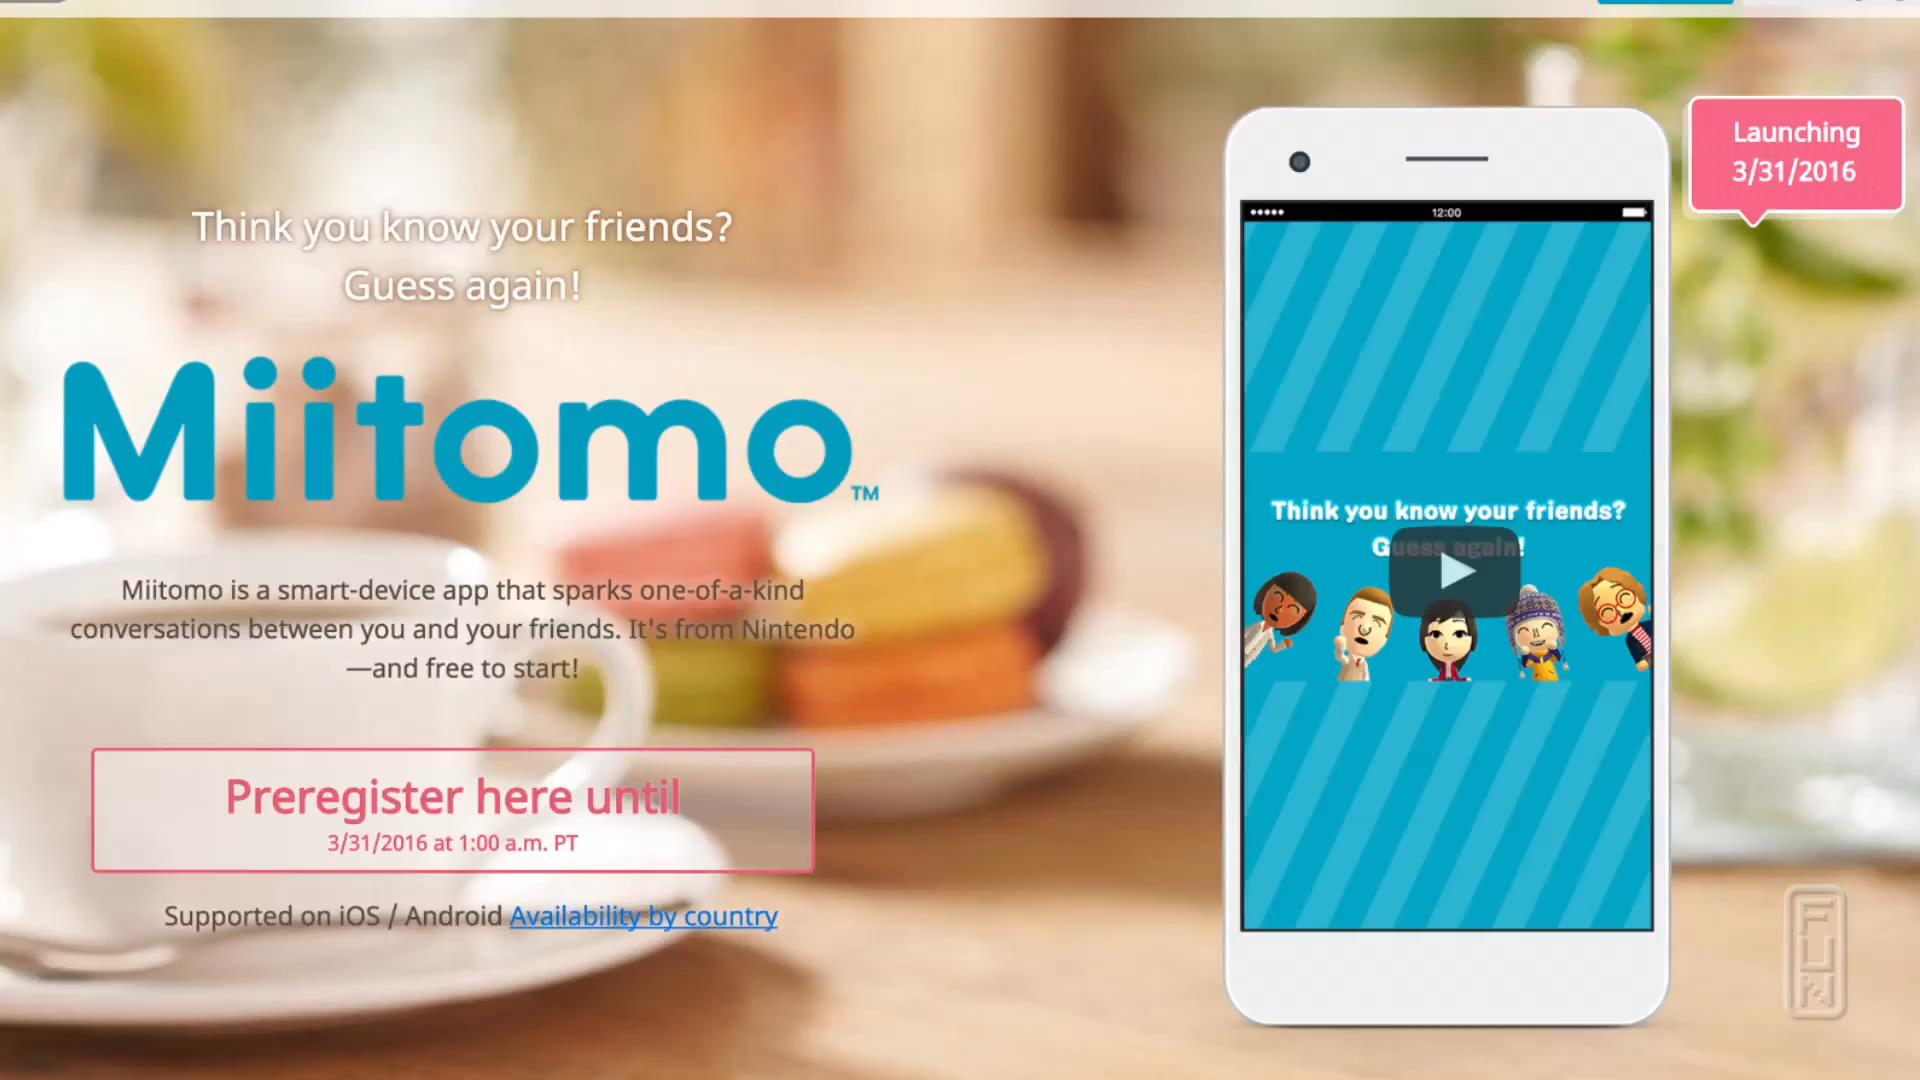 Think you know your friends?
Guess again!
Miitomo™
Miitomo is a smart-device app that sparks one-of-a-kind
conversations between you and your friends. It's from Nintendo
—and free to start!
Preregister here until
3/31/2016 at 1:00 a.m. PT
Supported on iOS / Android Availability by country
Launching
3/31/2016
12:00
Think you know your friends?
Guess again!
FUN